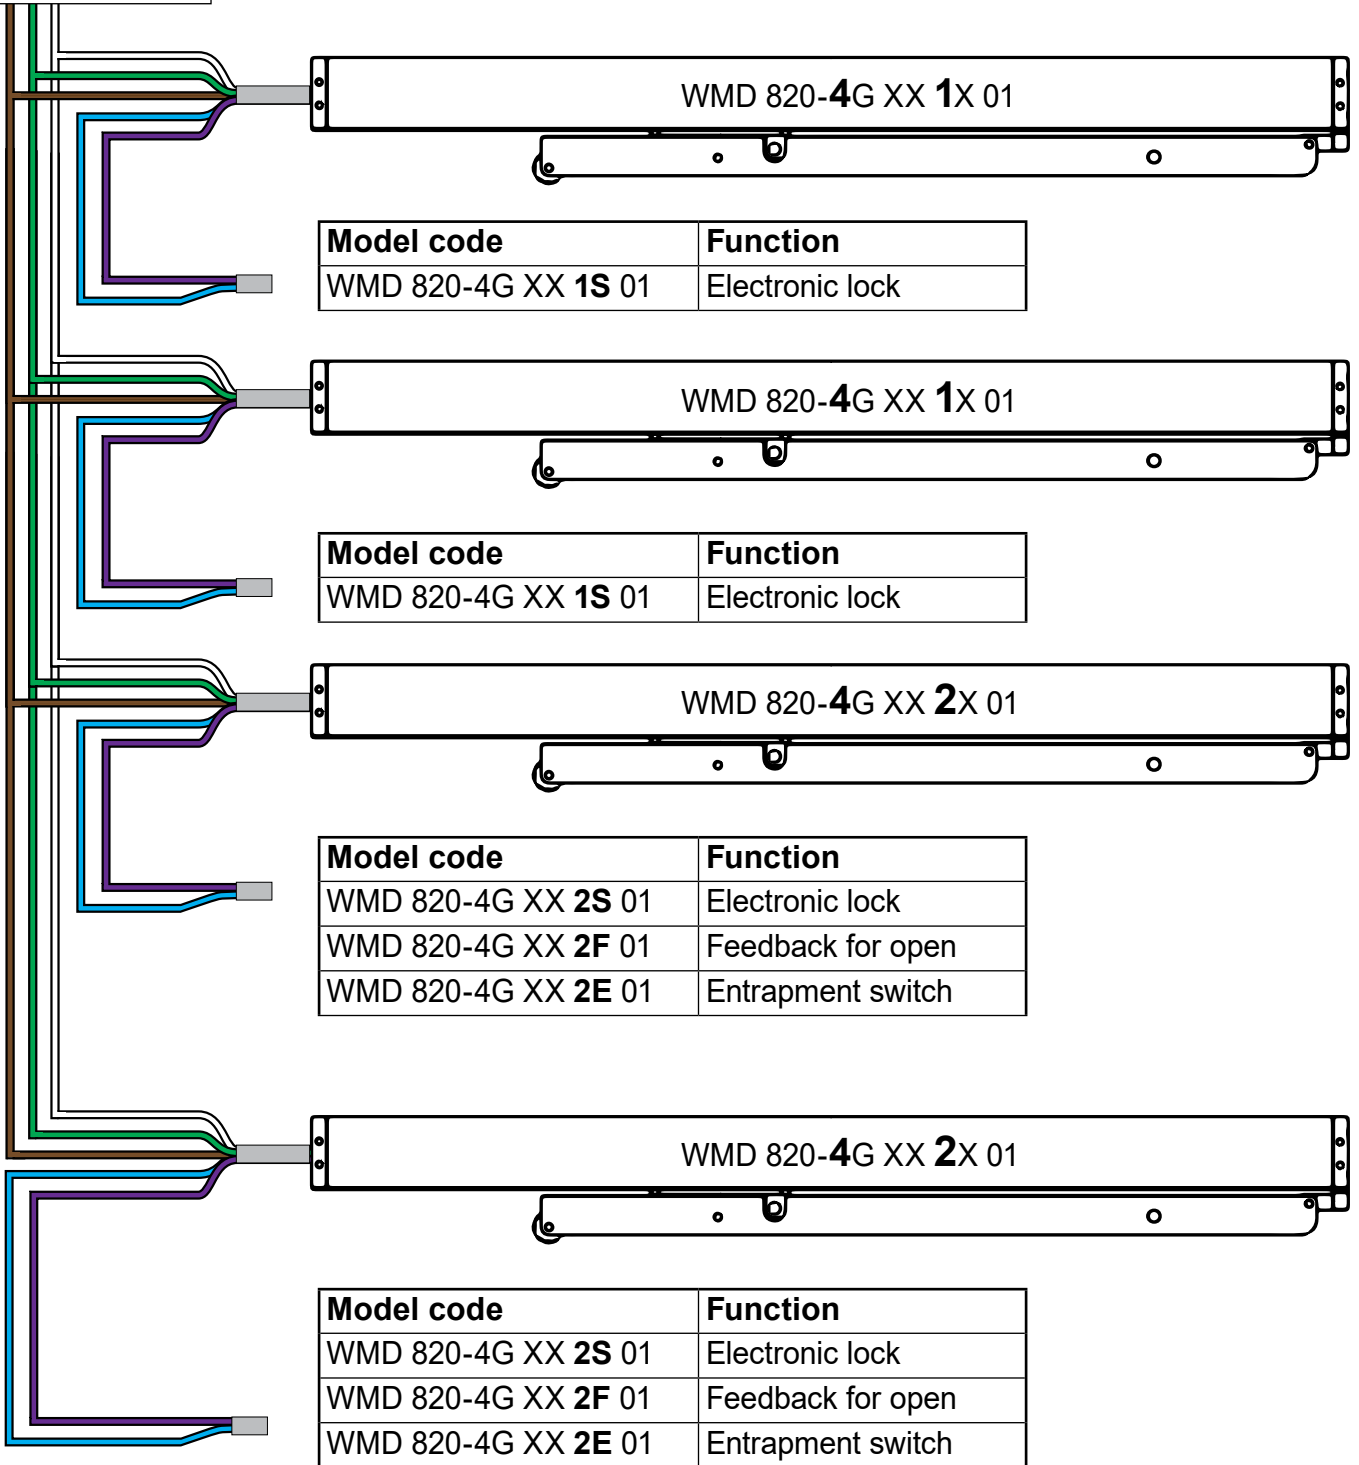 WMD 820-4G XX 1X 01
Model code Function
WMD 820-4G XX 1S 01 Electronic lock
WMD 820-4G XX 1X 01
Model code Function
WMD 820-4G XX 1S 01 Electronic lock
WMD 820-4G XX 2X 01
Model code Function
WMD 820-4G XX 2S 01 Electronic lock
WMD 820-4G XX 2F 01 Feedback for open
WMD 820-4G XX 2E 01 Entrapment switch
WMD 820-4G XX 2X 01
Model code Function
WMD 820-4G XX 2S 01 Electronic lock
WMD 820-4G XX 2F 01 Feedback for open
WMD 820-4G XX 2E 01 Entrapment switch